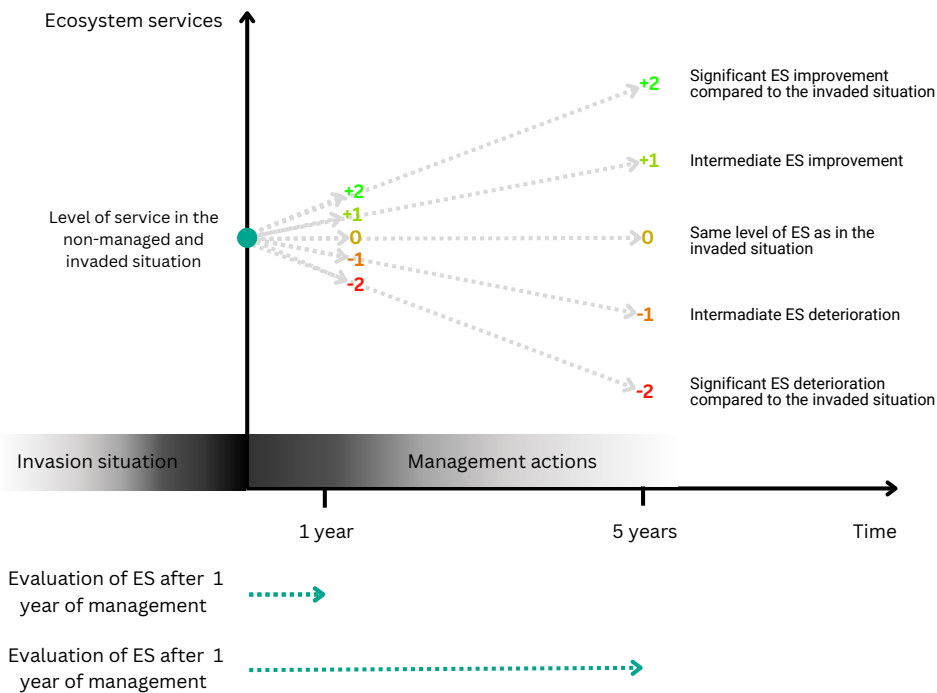 Ecosystem services
+2
Significant ES improvement
compared to the invaded situation
+1
Intermediate ES improvement
+2
+1
Level of service in the
non-managed and
invaded situation
0
0
Same level of ES as in the
invaded situation
-1
-2
-1
Intermadiate ES deterioration
-2
Significant ES deterioration
compared to the invaded situation
Invasion situation
Management actions
1 year
5 years
Time
Evaluation of ES after 1
year of management
Evaluation of ES after 1
year of management